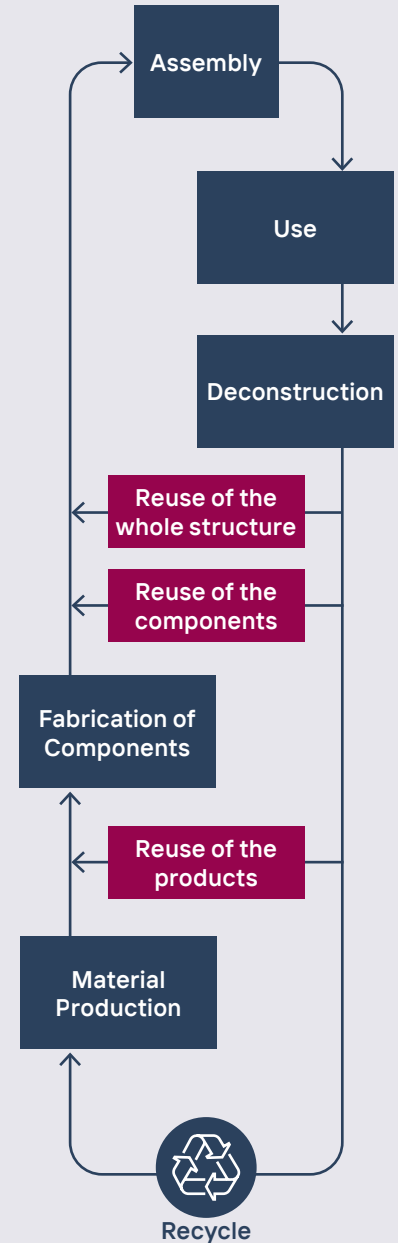 Assembly
Use
Deconstruction
Reuse of the
whole structure
Reuse of the
components
Fabrication of
Components
Reuse of the
products
Material
Production
Recycle